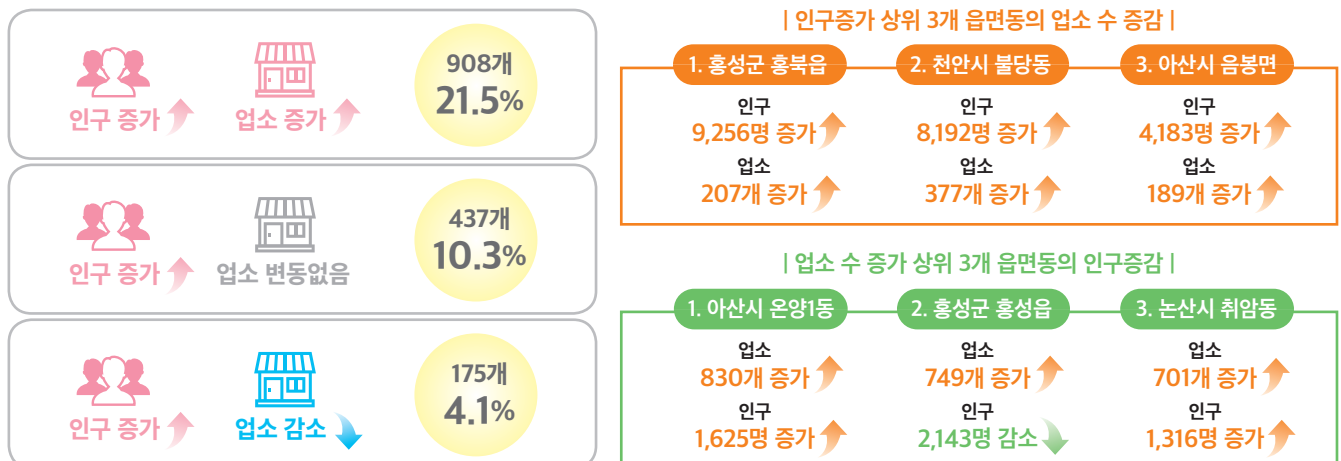 908개
21.5%
인구 증가 업소 증가
437개
10.3%
인구 증가 업소 변동없음
175개
4.1%
인구 증가 업소 감소
| 인구증가 상위 3개 읍면동의 업소 수 증감 |
1. 홍성군 홍북읍
인구
9,256명 증가
업소
207개 증가
2. 천안시 불당동
인구
8,192명 증가
업소
377개 증가
3. 아산시 음봉면
인구
4,183명 증가
업소
189개 증가
| 업소 수 증가 상위 3개 읍면동의 인구증감 |
1. 아산시 온양1동
업소
830개 증가
인구
1,625명 증가
2. 홍성군 홍성읍
업소
749개 증가
인구
2,143명 감소
3. 논산시 취암동
업소
701개 증가
인구
1,316명 증가